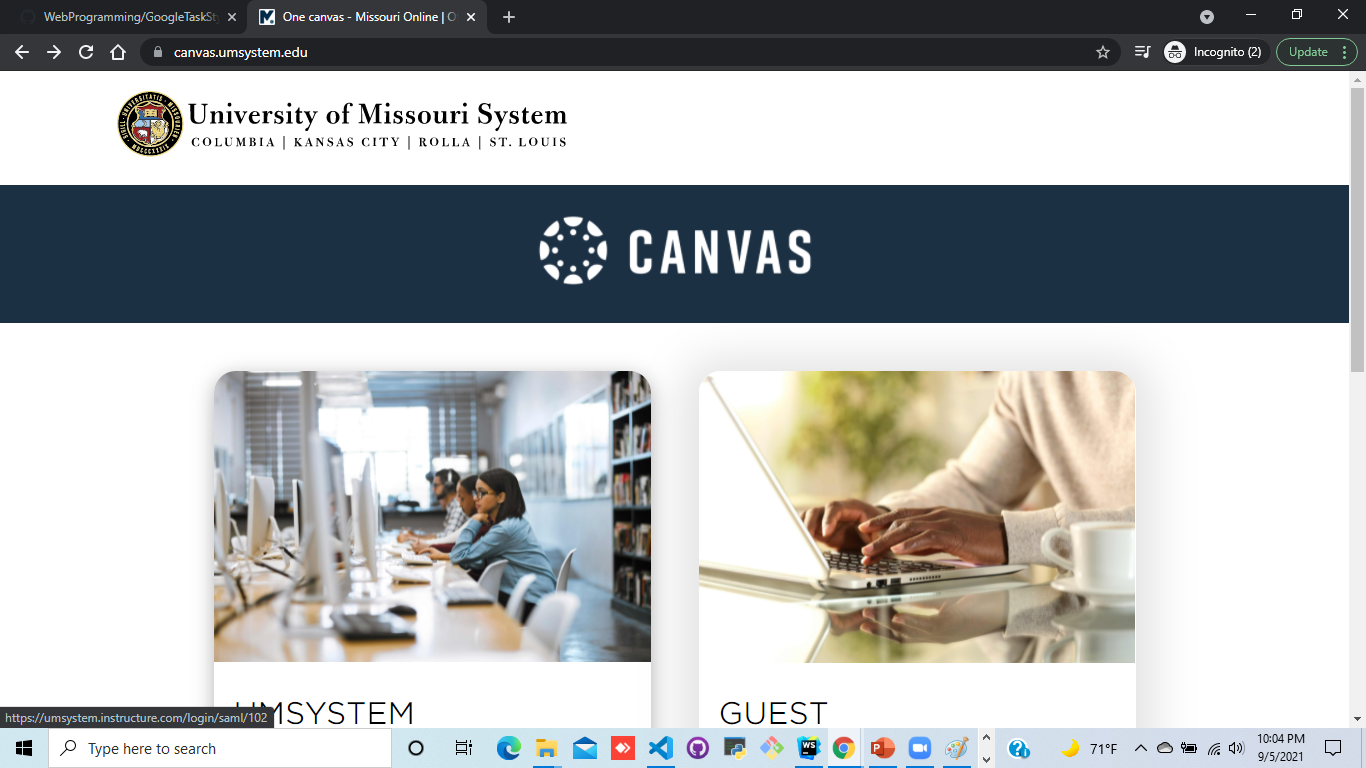 WebProgramming/GoogleTaskSt
One canvas - Missouri Online | O
canvas.umsystem.edu
Incognito (2)
Update
University of Missouri System
COLUMBIA | KANSAS CITY | ROLLA | ST. LOUIS
CANVAS
UMSYSTEM
GUEST
https://umsystem.instructure.com/login/saml/102
Type here to search
71°F
10:04 PM
9/5/2021